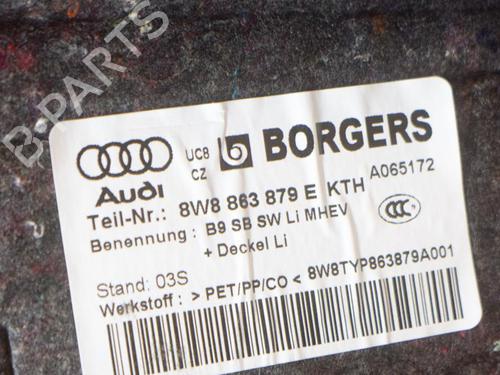 B-PARTS
UC8
CZ
b BORGERS
Audi
A065172
Teil-Nr.: 8W8 863 879 E KTH
Benennung : B9 SB SW Li MHEV
+ Deckel Li
CCC
Stand: 03S
Werkstoff : > PET/PP/CO < 8W8TYP863879A001